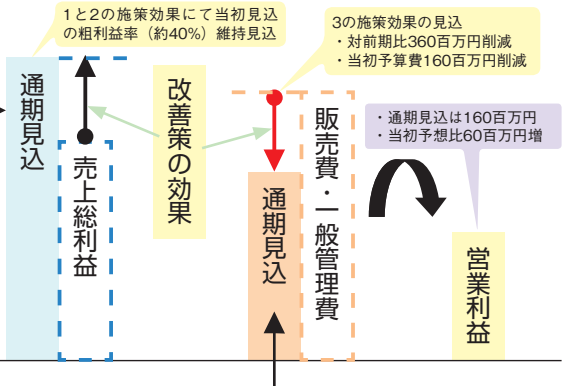 1と2の施策効果にて当初見込
の粗利益率（約40%）維持見込
3の施策効果の見込
・対前期比360百万円削減
・当初予算費160百万円削減
・通期見込は160百万円
・当初予想比60百万円増
通期見込
売上総利益
改善策の効果
通期見込
販売費・一般管理費
営業利益